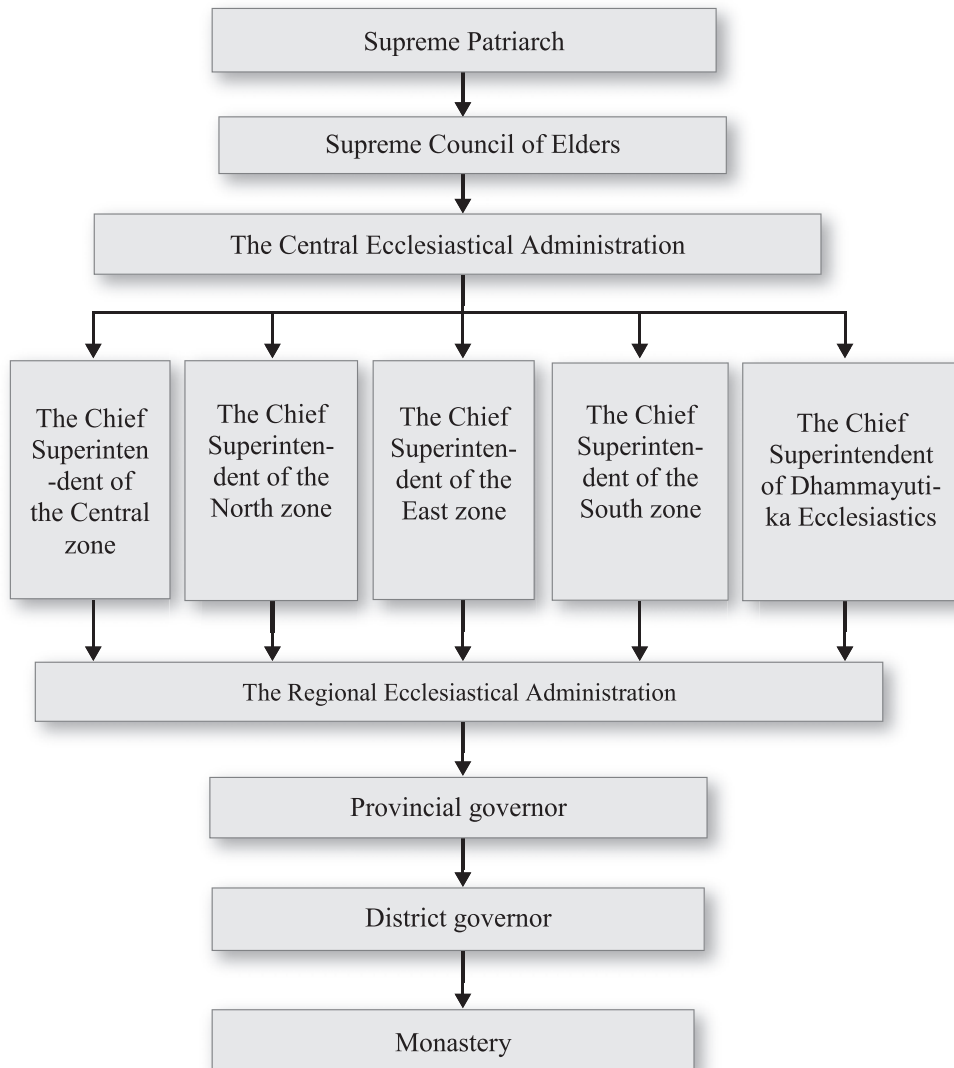 Supreme Patriarch
Supreme Council of Elders
The Central Ecclesiastical Administration
The Chief
Superinten
-dent of
the Central
zone
The Chief
Superinten-
dent of the
North zone
The Chief
Superinten-
dent of the
East zone
The Chief
Superinten-
dent of the
South zone
The Chief
Superintendent
of Dhammayuti-
ka Ecclesiastics
The Regional Ecclesiastical Administration
Provincial governor
District governor
Monastery